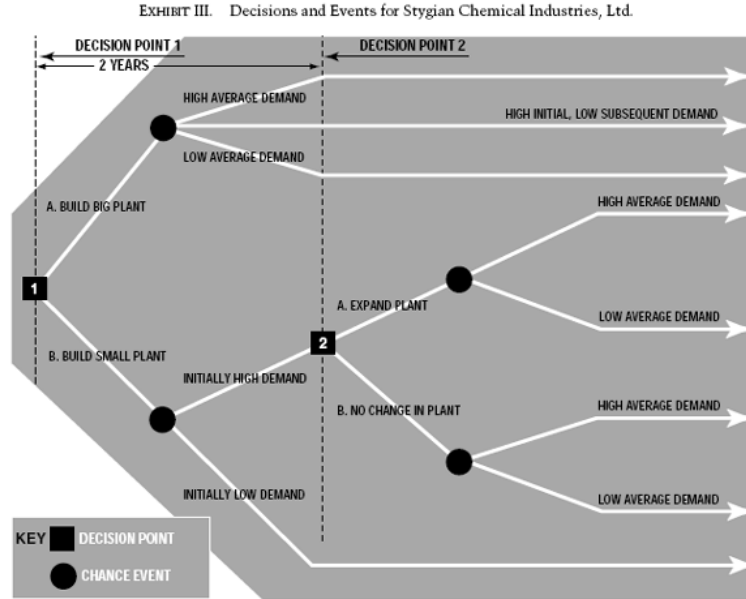 EXHIBIT III. Decisions and Events for Stygian Chemical Industries, Ltd.
DECISION POINT 1
DECISION POINT 2
2 YEARS
HIGH AVERAGE DEMAND
HIGH INITIAL, LOW SUBSEQUENT DEMAND
LOW AVERAGE DEMAND
A. BUILD BIG PLANT
HIGH AVERAGE DEMAND
1
A. EXPAND PLANT
LOW AVERAGE DEMAND
2
B. BUILD SMALL PLANT
INITIALLY HIGH DEMAND
B. NO CHANGE IN PLANT
HIGH AVERAGE DEMAND
INITIALLY LOW DEMAND
LOW AVERAGE DEMAND
KEY
DECISION POINT
CHANCE EVENT